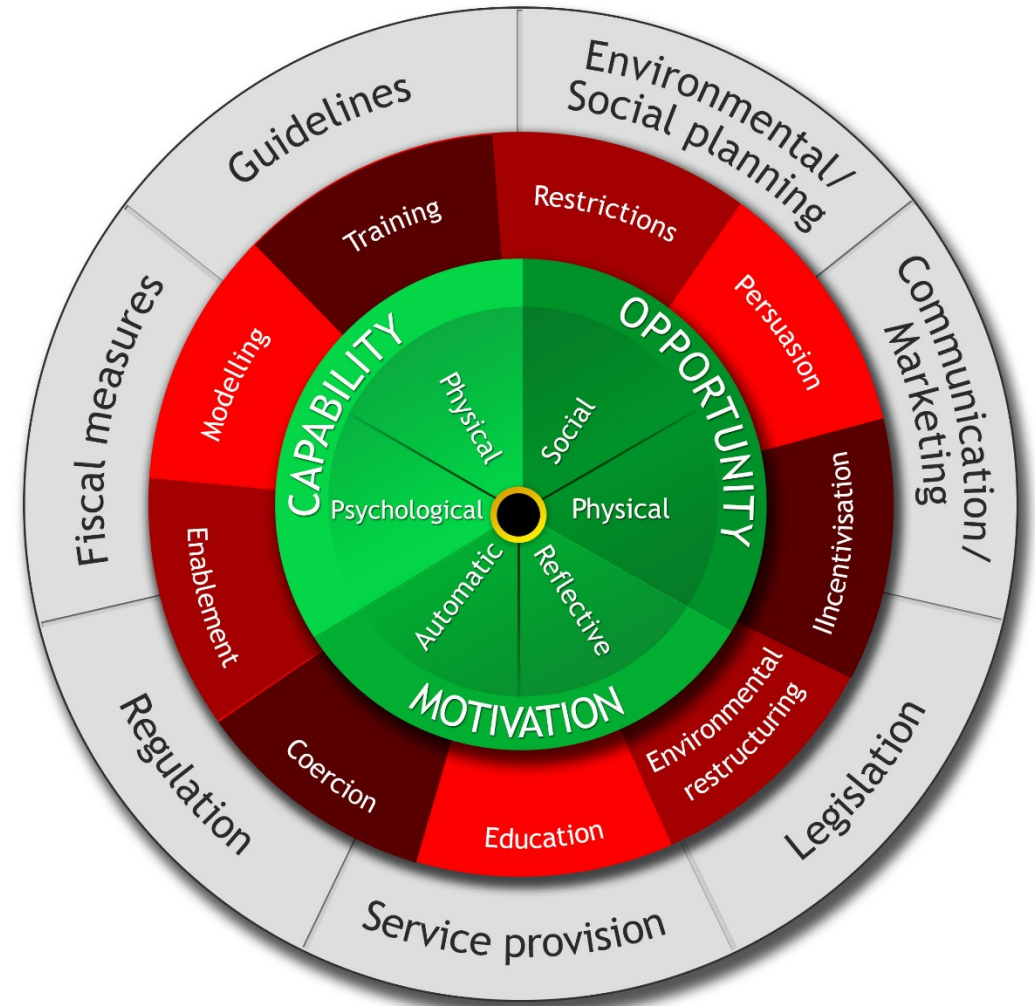 Environmental/
Social planning
Communication/
Marketing
Legislation
Service provision
Regulation
Fiscal measures
Guidelines
Restrictions
Persuasion
IIncentivisation
Environmental
restructuring
Education
Coercion
Enablement
Modelling
Training
CAPABILITY
Physical
Psychological
OPPORTUNITY
Social
Physical
MOTIVATION
Reflective
Automatic